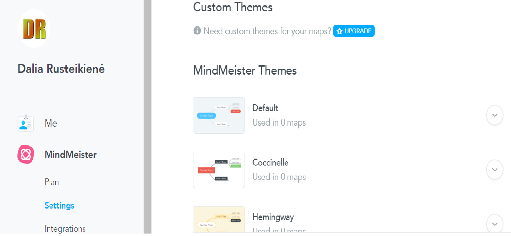 DR
Dalia Rusteikienė
Me
MindMeister
Plan
Settings
Integrations
Custom Themes
Need custom themes for your maps? UPGRADE
MindMeister Themes
Default
Used in 0 maps
Coccinelle
Used in 0 maps
Hemingway
Used in 0 maps